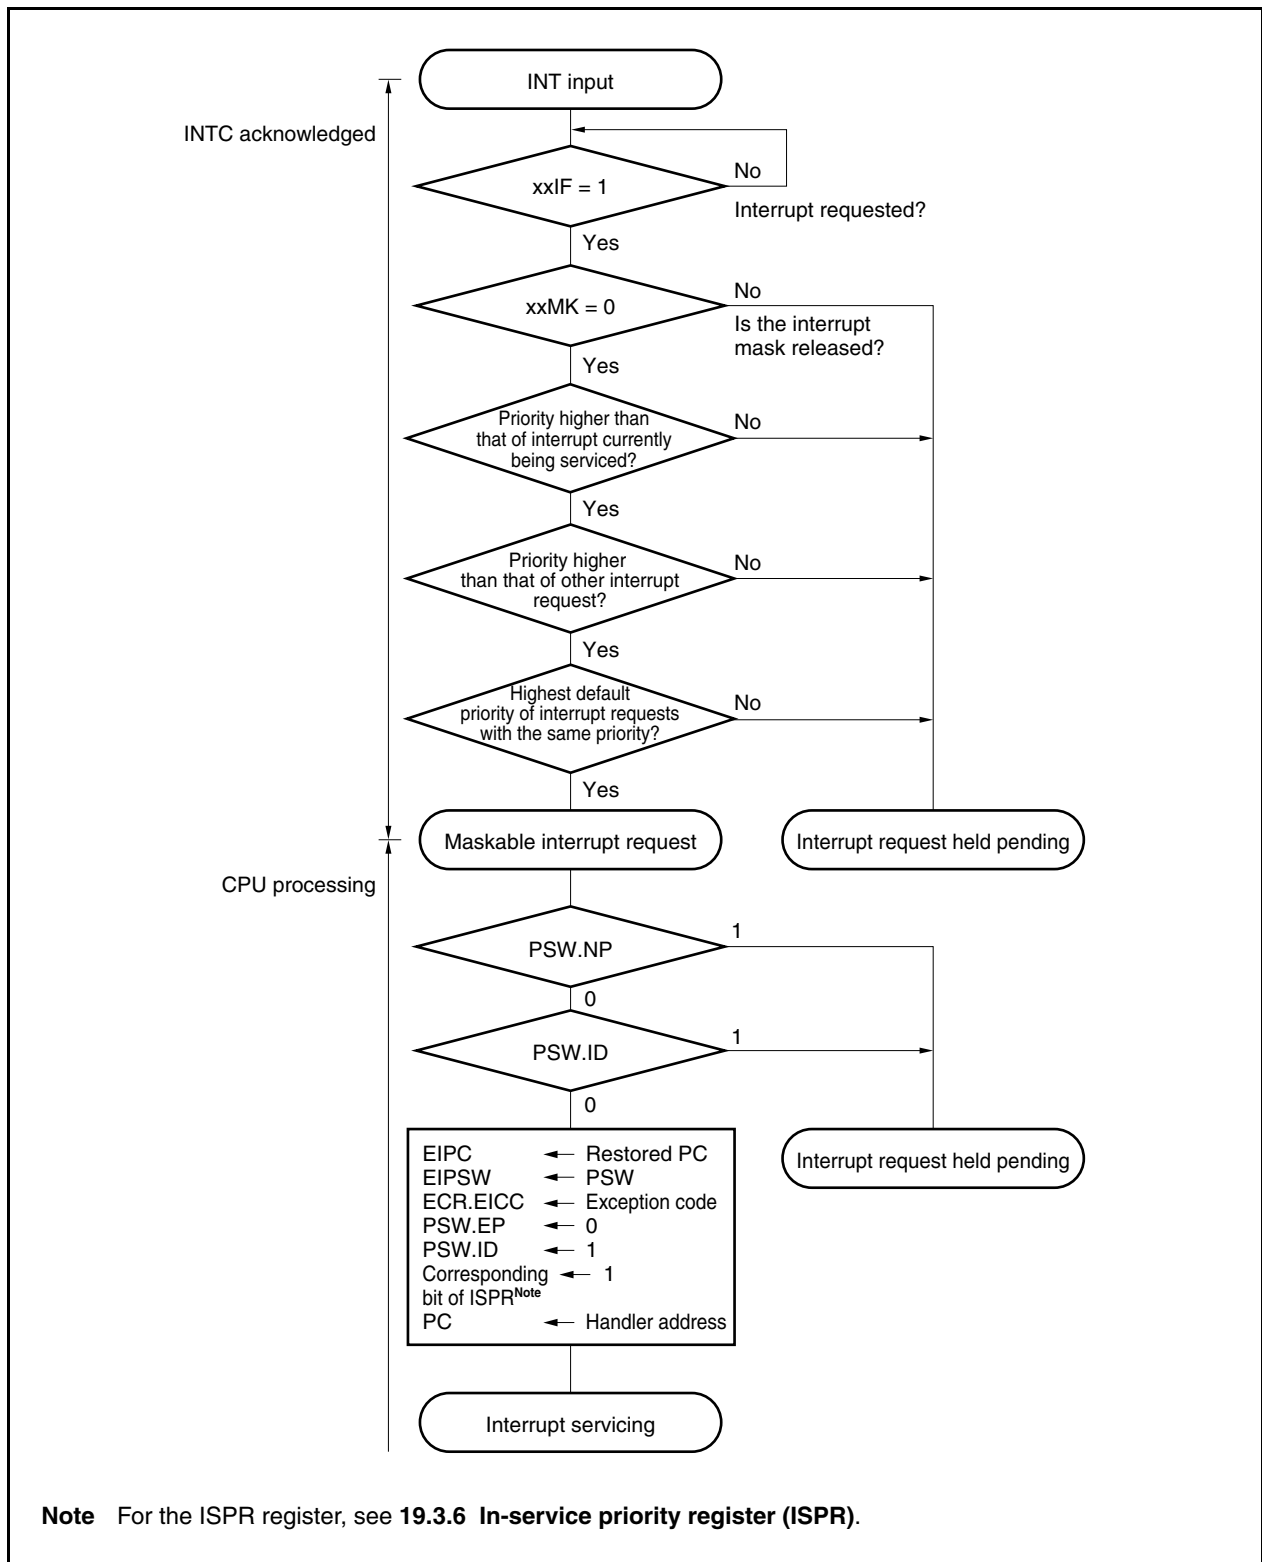 INT input
INTC acknowledged
No
xxIF = 1
Interrupt requested?
Yes
No
xxMK = 0
Is the interrupt
mask released?
Yes
Priority higher than
that of interrupt currently
being serviced?
No
Yes
Priority higher
than that of other interrupt
request?
No
Yes
Highest default
priority of interrupt requests
with the same priority?
No
Yes
Maskable interrupt request
Interrupt request held pending
CPU processing
PSW.NP
1
0
PSW.ID
1
0
EIPC ← Restored PC
EIPSW ← PSW
ECR.EICC ← Exception code
PSW.EP ← 0
PSW.ID ← 1
Corresponding ← 1
bit of ISPRNote
PC ← Handler address
Interrupt request held pending
Interrupt servicing
Note For the ISPR register, see 19.3.6 In-service priority register (ISPR).